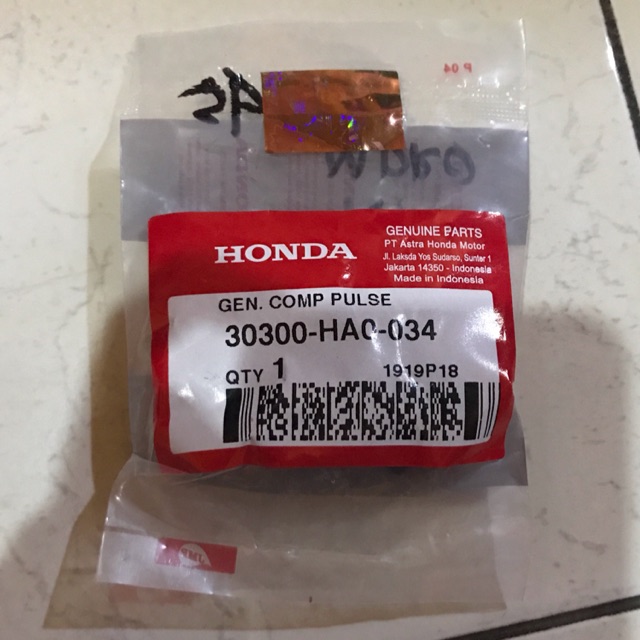 P 04
HONDA
GENUINE PARTS
PT Astra Honda Motor
Jl. Laksda Yos Sudarso, Sunter 1
Jakarta 14350 - Indonesia
Made in Indonesia
GEN. COMP PULSE
30300-HA0-034
QTY 1
1919P18